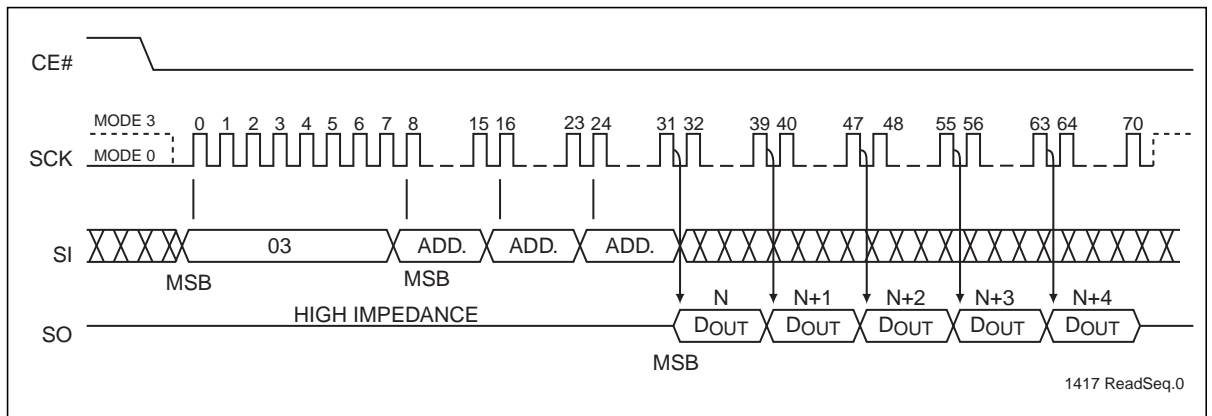 CE#
MODE 3
0 1 2 3 4 5 6 7 8 15 16 23 24 31 32 39 40 47 48 55 56 63 64 70
SCK
MODE 0
SI
03 ADD. ADD. ADD.
MSB MSB
N N+1 N+2 N+3 N+4
HIGH IMPEDANCE
SO
DOUT DOUT DOUT DOUT DOUT
MSB
1417 ReadSeq.0